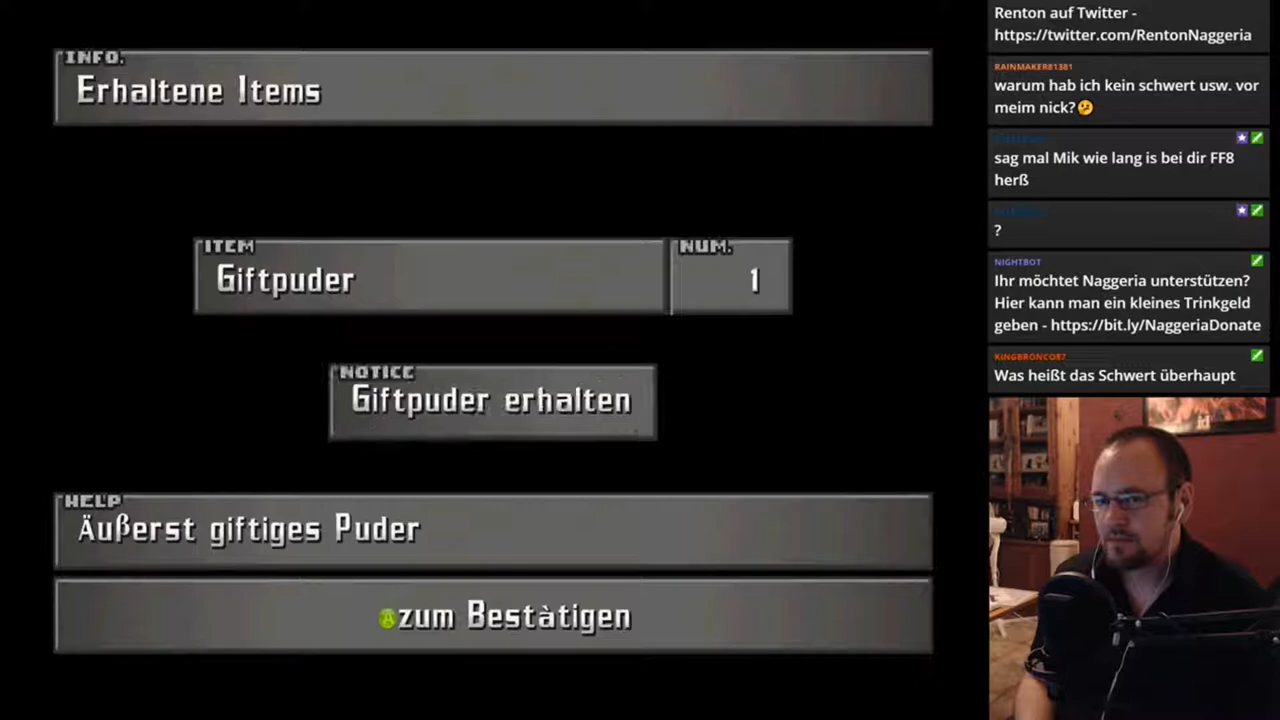 INFO.
Erhaltene Items
ITEM
Giftpuder
NUM.
1
NOTICE
Giftpuder erhalten
HELP
Äußerst giftiges Puder
A zum Bestàtigen
Renton auf Twitter -
https://twitter.com/RentonNaggeria
RAINMAKER81381
warum hab ich kein schwert usw. vor
meim nick?
sag mal Mik wie lang is bei dir FF8
herß
?
NIGHTBOT
Ihr möchtet Naggeria unterstützen?
Hier kann man ein kleines Trinkgeld
geben - https://bit.ly/NaggeriaDonate
KINGBRONCOE7
Was heißt das Schwert überhaupt